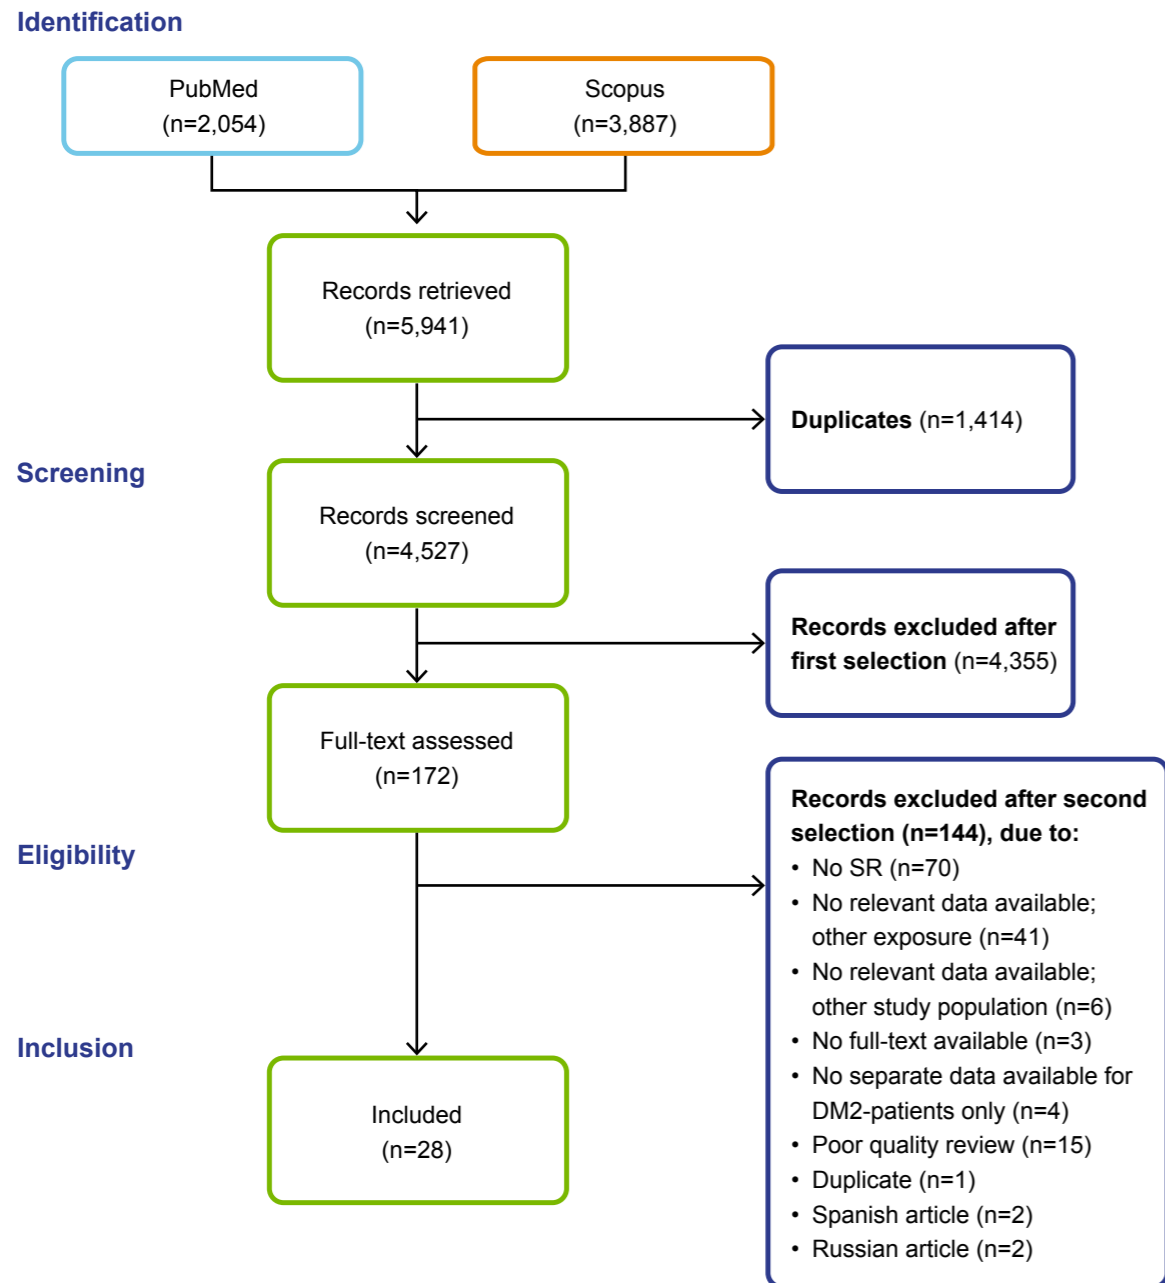 Identification
PubMed
(n=2,054)
Scopus
(n=3,887)
Records retrieved
(n=5,941)
Duplicates (n=1,414)
Screening
Records screened
(n=4,527)
Records excluded after
first selection (n=4,355)
Full-text assessed
(n=172)
Records excluded after second
selection (n=144), due to:
• No SR (n=70)
• No relevant data available;
other exposure (n=41)
• No relevant data available;
other study population (n=6)
• No full-text available (n=3)
• No separate data available for
DM2-patients only (n=4)
• Poor quality review (n=15)
• Duplicate (n=1)
• Spanish article (n=2)
• Russian article (n=2)
Eligibility
Inclusion
Included
(n=28)